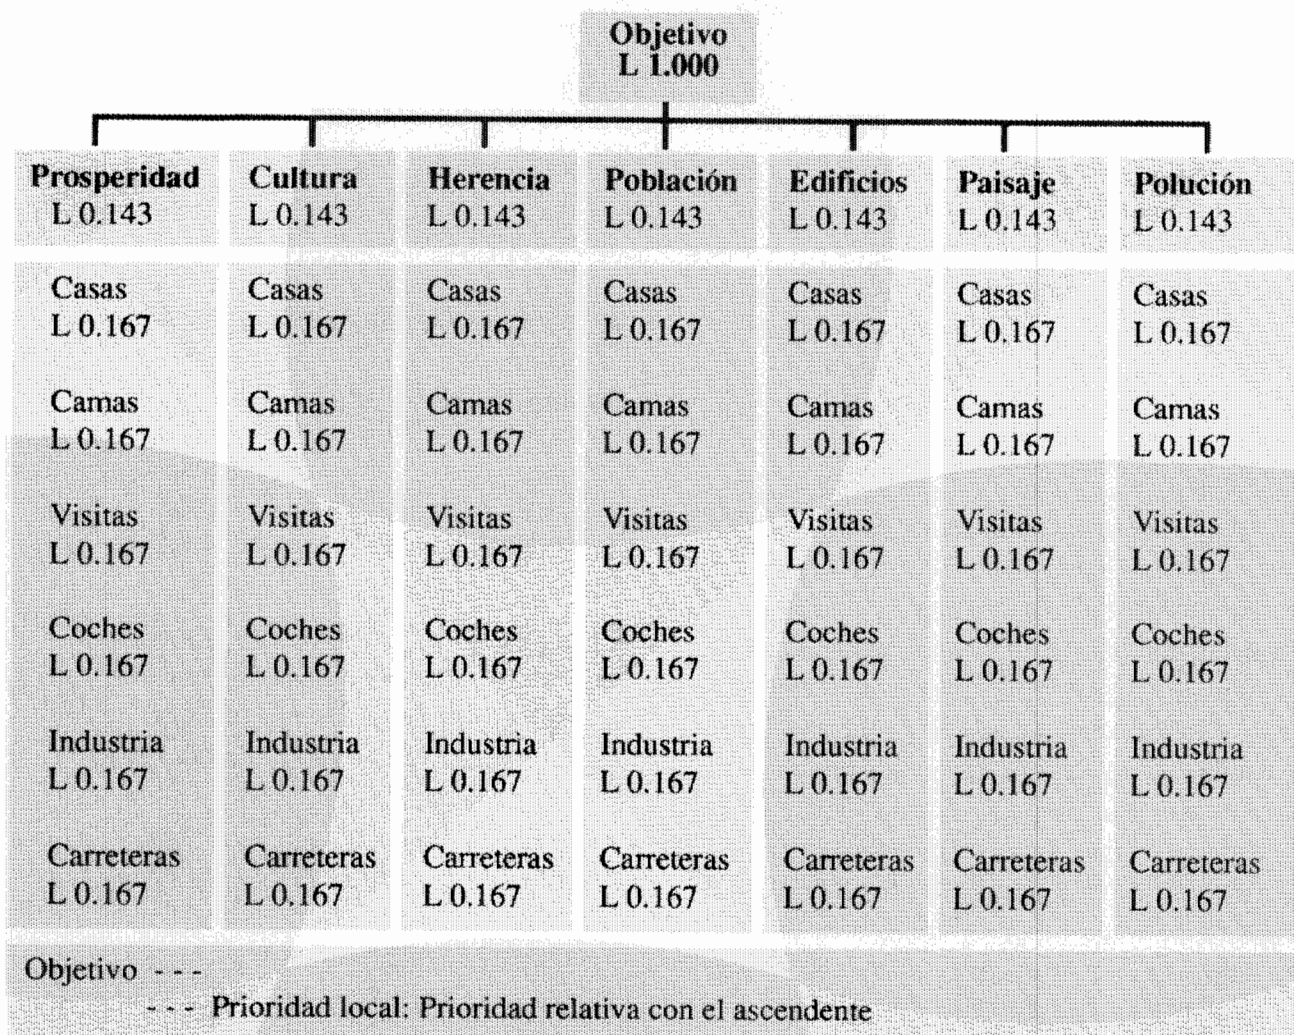 Objetivo
L 1.000
Prosperidad Cultura Herencia Población Edificios Paisaje Polución
L 0.143 L 0.143 L 0.143 L 0.143 L 0.143 L 0.143 L 0.143
Casas Casas Casas Casas Casas Casas Casas
L 0.167 L 0.167 L 0.167 L 0.167 L 0.167 L 0.167 L 0.167
Camas Camas Camas Camas Camas Camas Camas
L 0.167 L 0.167 L 0.167 L 0.167 L 0.167 L 0.167 L 0.167
Visitas Visitas Visitas Visitas Visitas Visitas Visitas
L 0.167 L 0.167 L 0.167 L 0.167 L 0.167 L 0.167 L 0.167
Coches Coches Coches Coches Coches Coches Coches
L 0.167 L 0.167 L 0.167 L 0.167 L 0.167 L 0.167 L 0.167
Industria Industria Industria Industria Industria Industria Industria
L 0.167 L 0.167 L 0.167 L 0.167 L 0.167 L 0.167 L 0.167
Carreteras Carreteras Carreteras Carreteras Carreteras Carreteras Carreteras
L 0.167 L 0.167 L 0.167 L 0.167 L 0.167 L 0.167 L 0.167
Objetivo - - -
- - - Prioridad local: Prioridad relativa con el ascendente